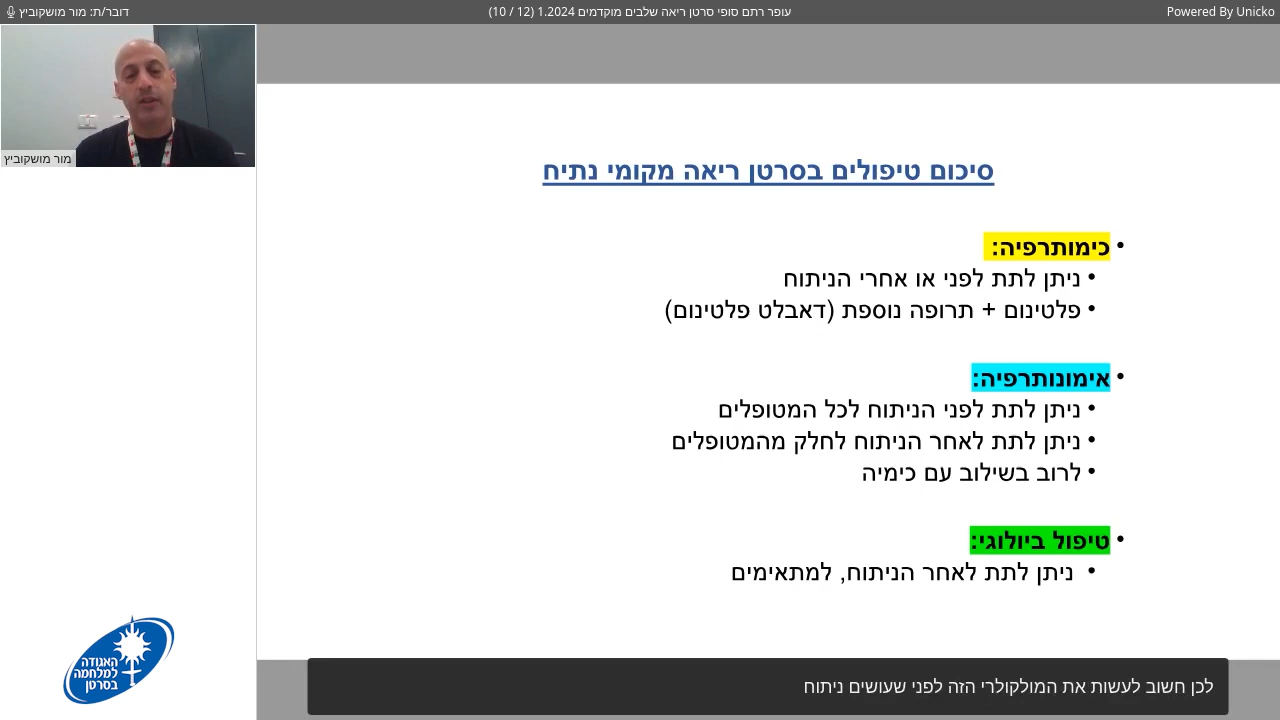 דובר/ת: מור מושקוביץ
עופר רתם סופי סרטן ריאה שלבים מוקדמים 1.2024 (12 / 10)
Powered By Unicko
מור מושקוביץ
סיכום טיפולים בסרטן ריאה מקומי נתיח
• כימותרפיה:
• ניתן לתת לפני או אחרי הניתוח
• פלטינום + תרופה נוספת (דאבלט פלטינום)
• אימונותרפיה:
• ניתן לתת לפני הניתוח לכל המטופלים
• ניתן לתת לאחר הניתוח לחלק מהמטופלים
• לרוב בשילוב עם כימיה
• טיפול ביולוגי:
• ניתן לתת לאחר הניתוח, למתאימים
האגודה
למלחמה
בסרטן
לכן חשוב לעשות את המולקולרי הזה לפני שעושים ניתוח